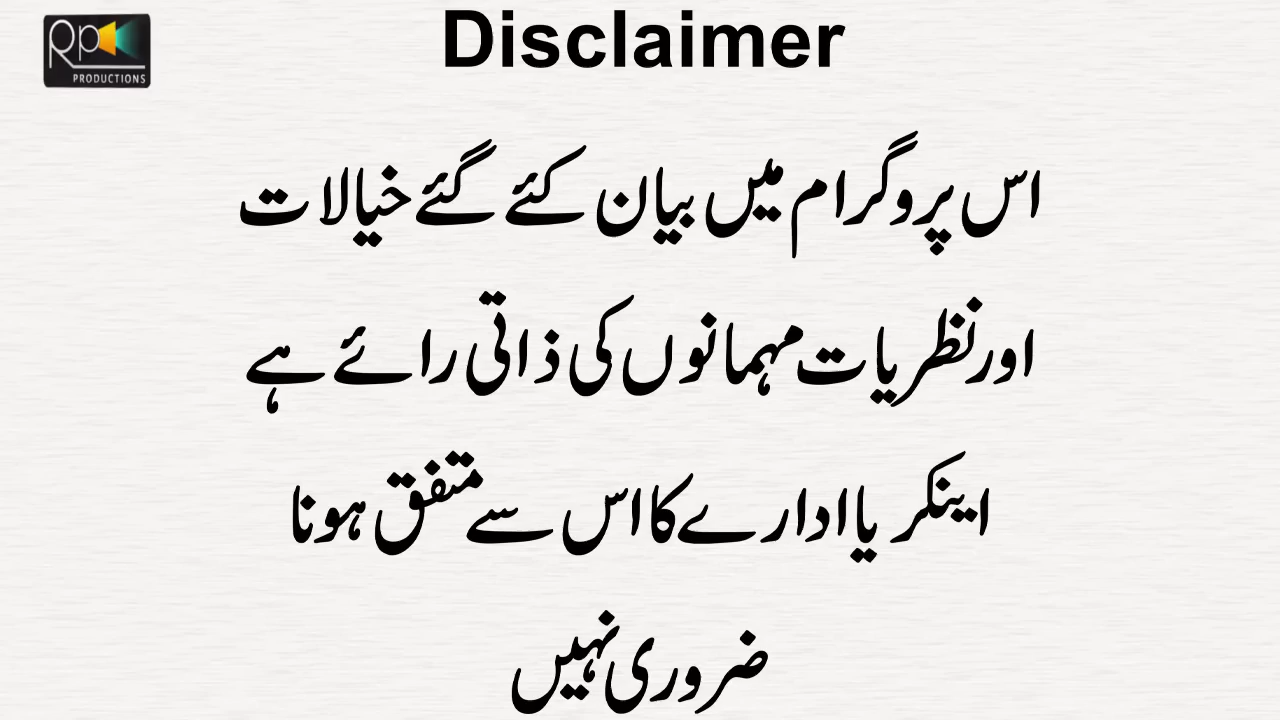 Rp
PRODUCTIONS
Disclaimer
اس پروگرام میں بیان کئے گئے خیالات
اور نظریات مہمانوں کی ذاتی رائے ہے
اینکر یا ادارے کا اس سے متفق ہونا
ضروری نہیں